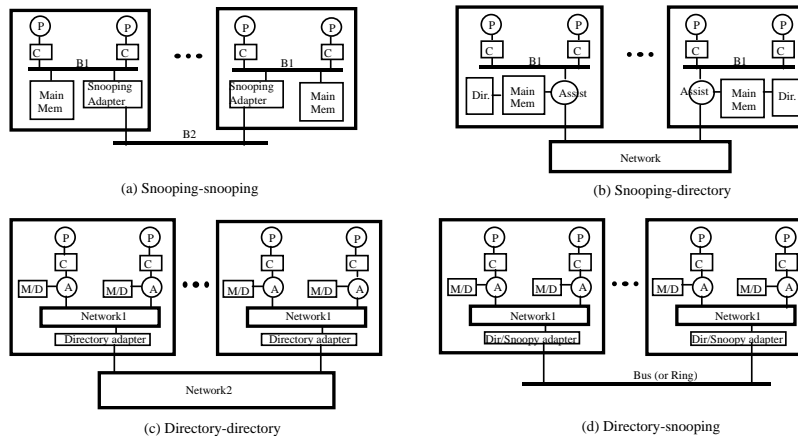 P P P P
C C C C
B1 B1
Main Mem Snooping Adapter Snooping Adapter Main Mem
B2
(a) Snooping-snooping
P P P P
C C C C
B1 B1
Dir. Main Mem Assist Assist Main Mem Dir.
Network
(b) Snooping-directory
P P P P
C C C C
M/D A M/D A M/D A M/D A
Network1 Network1
Directory adapter Directory adapter
Network2
(c) Directory-directory
P P P P
C C C C
M/D A M/D A M/D A M/D A
Network1 Network1
Dir/Snoopy adapter Dir/Snoopy adapter
Bus (or Ring)
(d) Directory-snooping